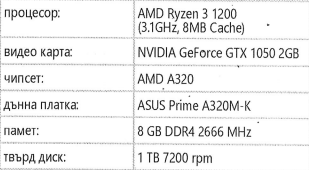 процесор: AMD Ryzen 3 1200
(3.1GHz, 8MB Cache)
видео карта: NVIDIA GeForce GTX 1050 2GB
чипсет: AMD A320
дънна платка: ASUS Prime A320M-K
памет: 8 GB DDR4 2666 MHz
твърд диск: 1 TB 7200 rpm